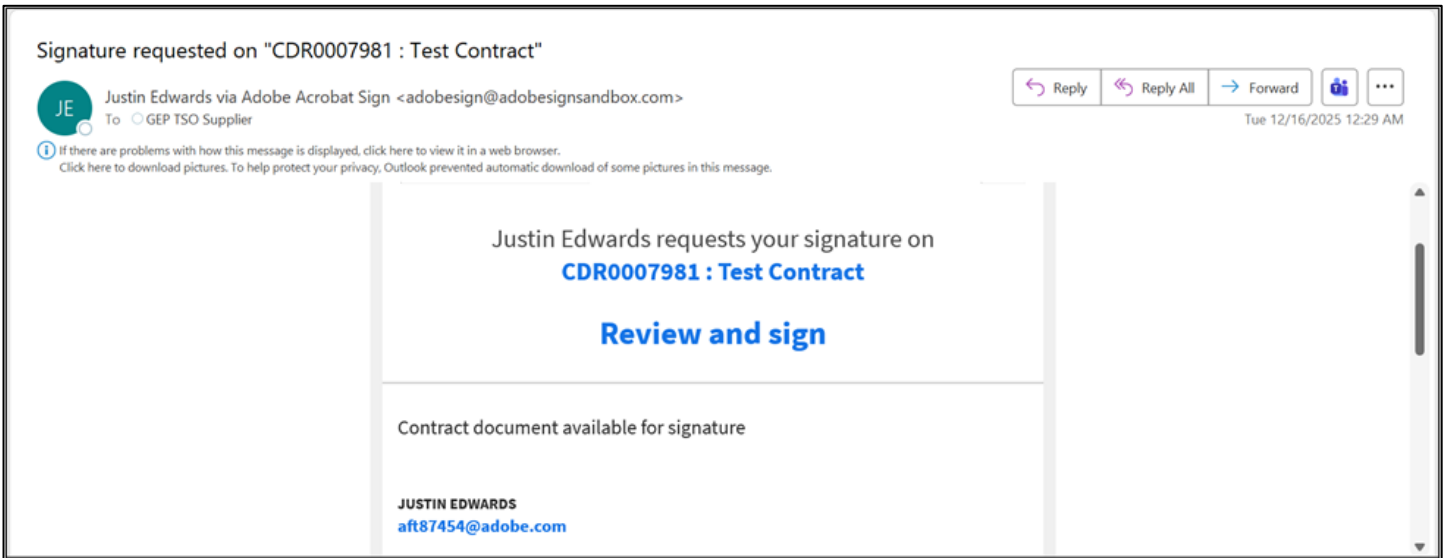 Signature requested on "CDR0007981 : Test Contract"
JE
Justin Edwards via Adobe Acrobat Sign <adobesign@adobesignsandbox.com>
To GEP TSO Supplier
Reply
Reply All
Forward
Tue 12/16/2025 12:29 AM
If there are problems with how this message is displayed, click here to view it in a web browser.
Click here to download pictures. To help protect your privacy, Outlook prevented automatic download of some pictures in this message.
Justin Edwards requests your signature on
CDR0007981 : Test Contract
Review and sign
Contract document available for signature
JUSTIN EDWARDS
aft87454@adobe.com